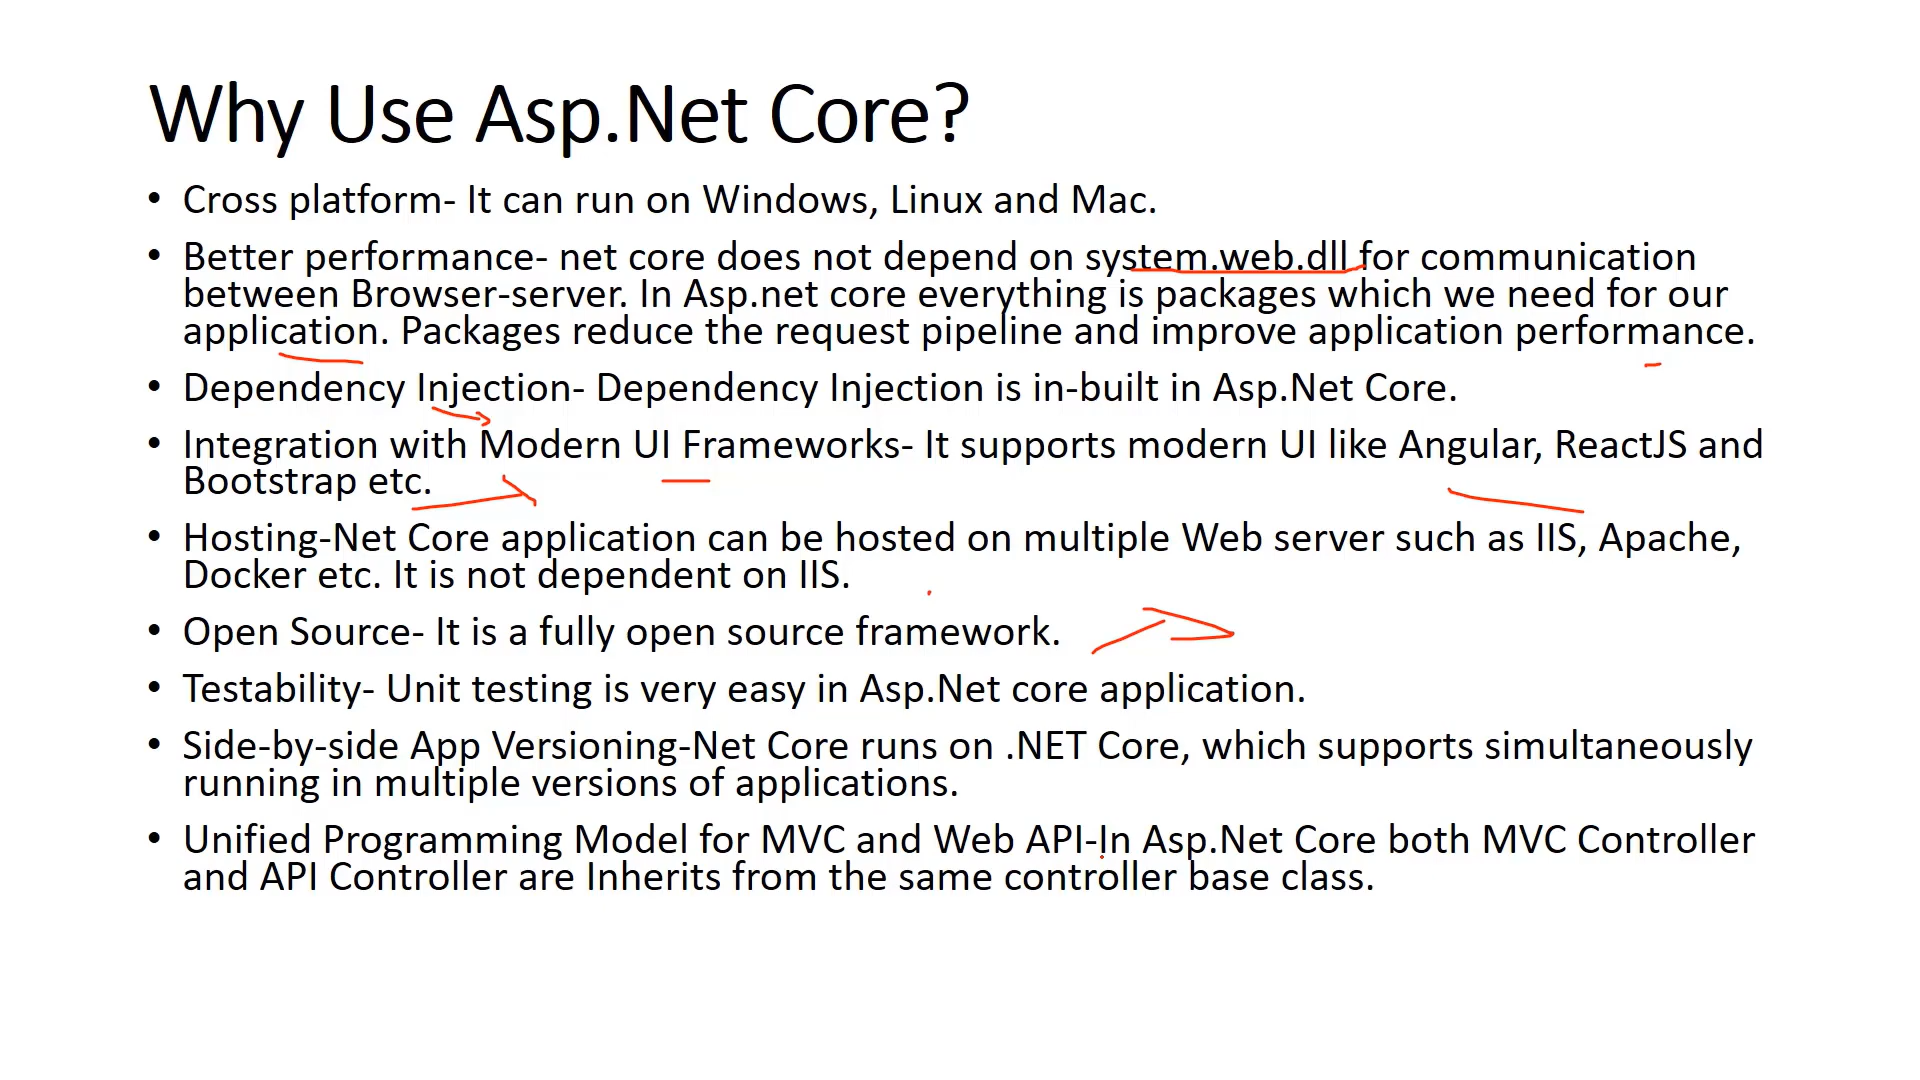 Why Use Asp.Net Core?
• Cross platform- It can run on Windows, Linux and Mac.
• Better performance- net core does not depend on system.web.dll for communication
between Browser-server. In Asp.net core everything is packages which we need for our
application. Packages reduce the request pipeline and improve application performance.
• Dependency Injection- Dependency Injection is in-built in Asp.Net Core.
• Integration with Modern UI Frameworks- It supports modern UI like Angular, ReactJS and
Bootstrap etc.
• Hosting-Net Core application can be hosted on multiple Web server such as IIS, Apache,
Docker etc. It is not dependent on IIS.
• Open Source- It is a fully open source framework.
• Testability- Unit testing is very easy in Asp.Net core application.
• Side-by-side App Versioning-Net Core runs on .NET Core, which supports simultaneously
running in multiple versions of applications.
• Unified Programming Model for MVC and Web API-In Asp.Net Core both MVC Controller
and API Controller are Inherits from the same controller base class.